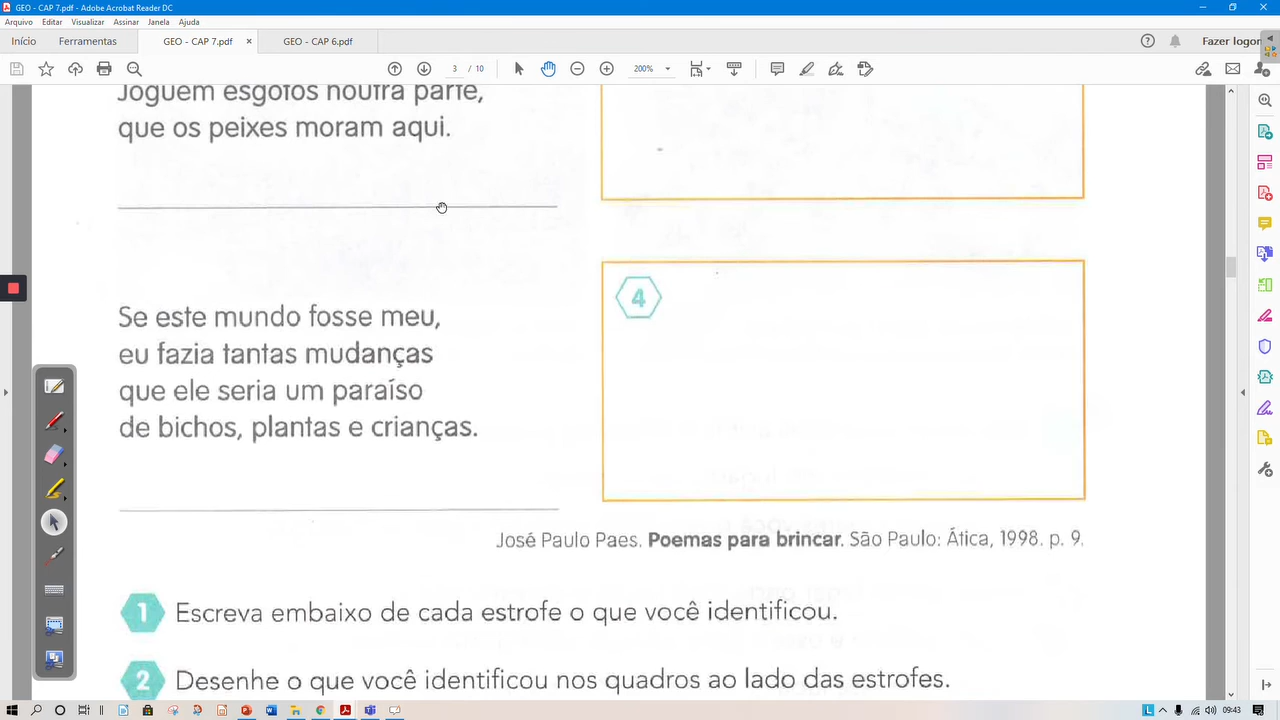 GEO - CAP 7.pdf - Adobe Acrobat Reader DC
Arquivo Editar Visualizar Assinar Janela Ajuda
Início Ferramentas GEO - CAP 7.pdf × GEO - CAP 6.pdf Fazer logon
3 / 10 200%
Joguem esgotos noutra parte,
que os peixes moram aqui.
4
Se este mundo fosse meu,
eu fazia tantas mudanças
que ele seria um paraíso
de bichos, plantas e crianças.
José Paulo Paes. Poemas para brincar. São Paulo: Ática, 1998. p. 9.
1 Escreva embaixo de cada estrofe o que você identificou.
2 Desenhe o que você identificou nos quadros ao lado das estrofes.
09:43